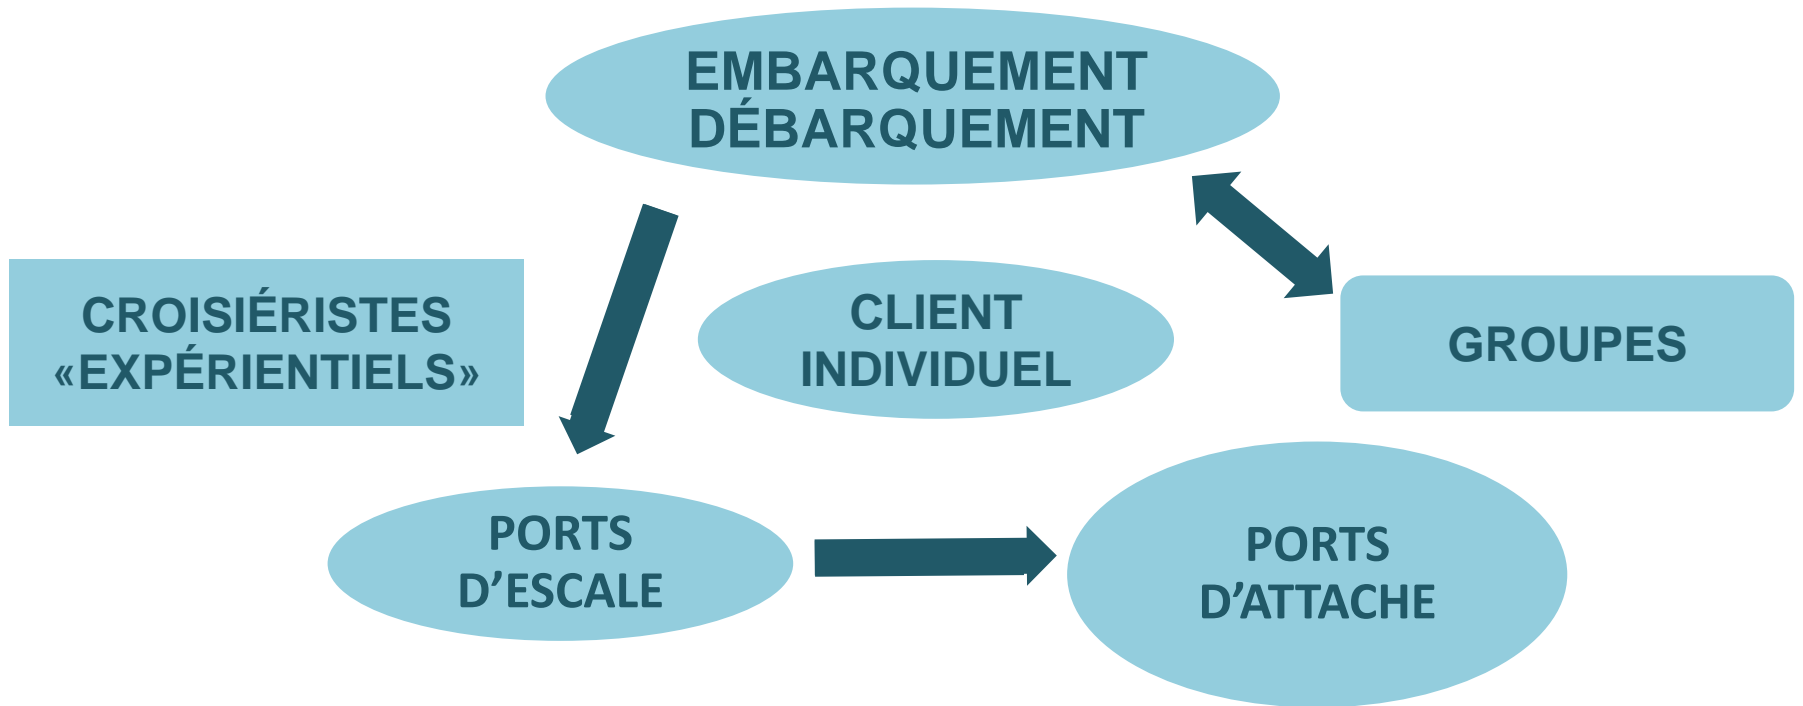 EMBARQUEMENT
DÉBARQUEMENT
CROISIÉRISTES
«EXPÉRIENTIELS»
CLIENT
INDIVIDUEL
GROUPES
PORTS
D’ESCALE
PORTS
D’ATTACHE